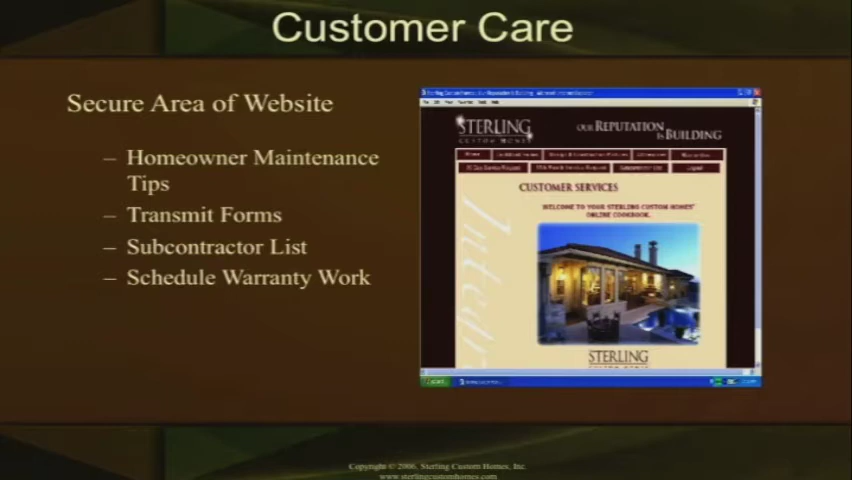 Customer Care
Secure Area of Website
– Homeowner Maintenance
Tips
– Transmit Forms
– Subcontractor List
– Schedule Warranty Work
STERLING
CUSTOM HOMES
OUR REPUTATION
IS BUILDING
CUSTOMER SERVICES
WELCOME TO YOUR STERLING CUSTOM HOMES'
ONLINE COOKBOOK.
STERLING
Copyright © 2006. Sterling Custom Homes, Inc.
www.sterlingcustomhomes.com